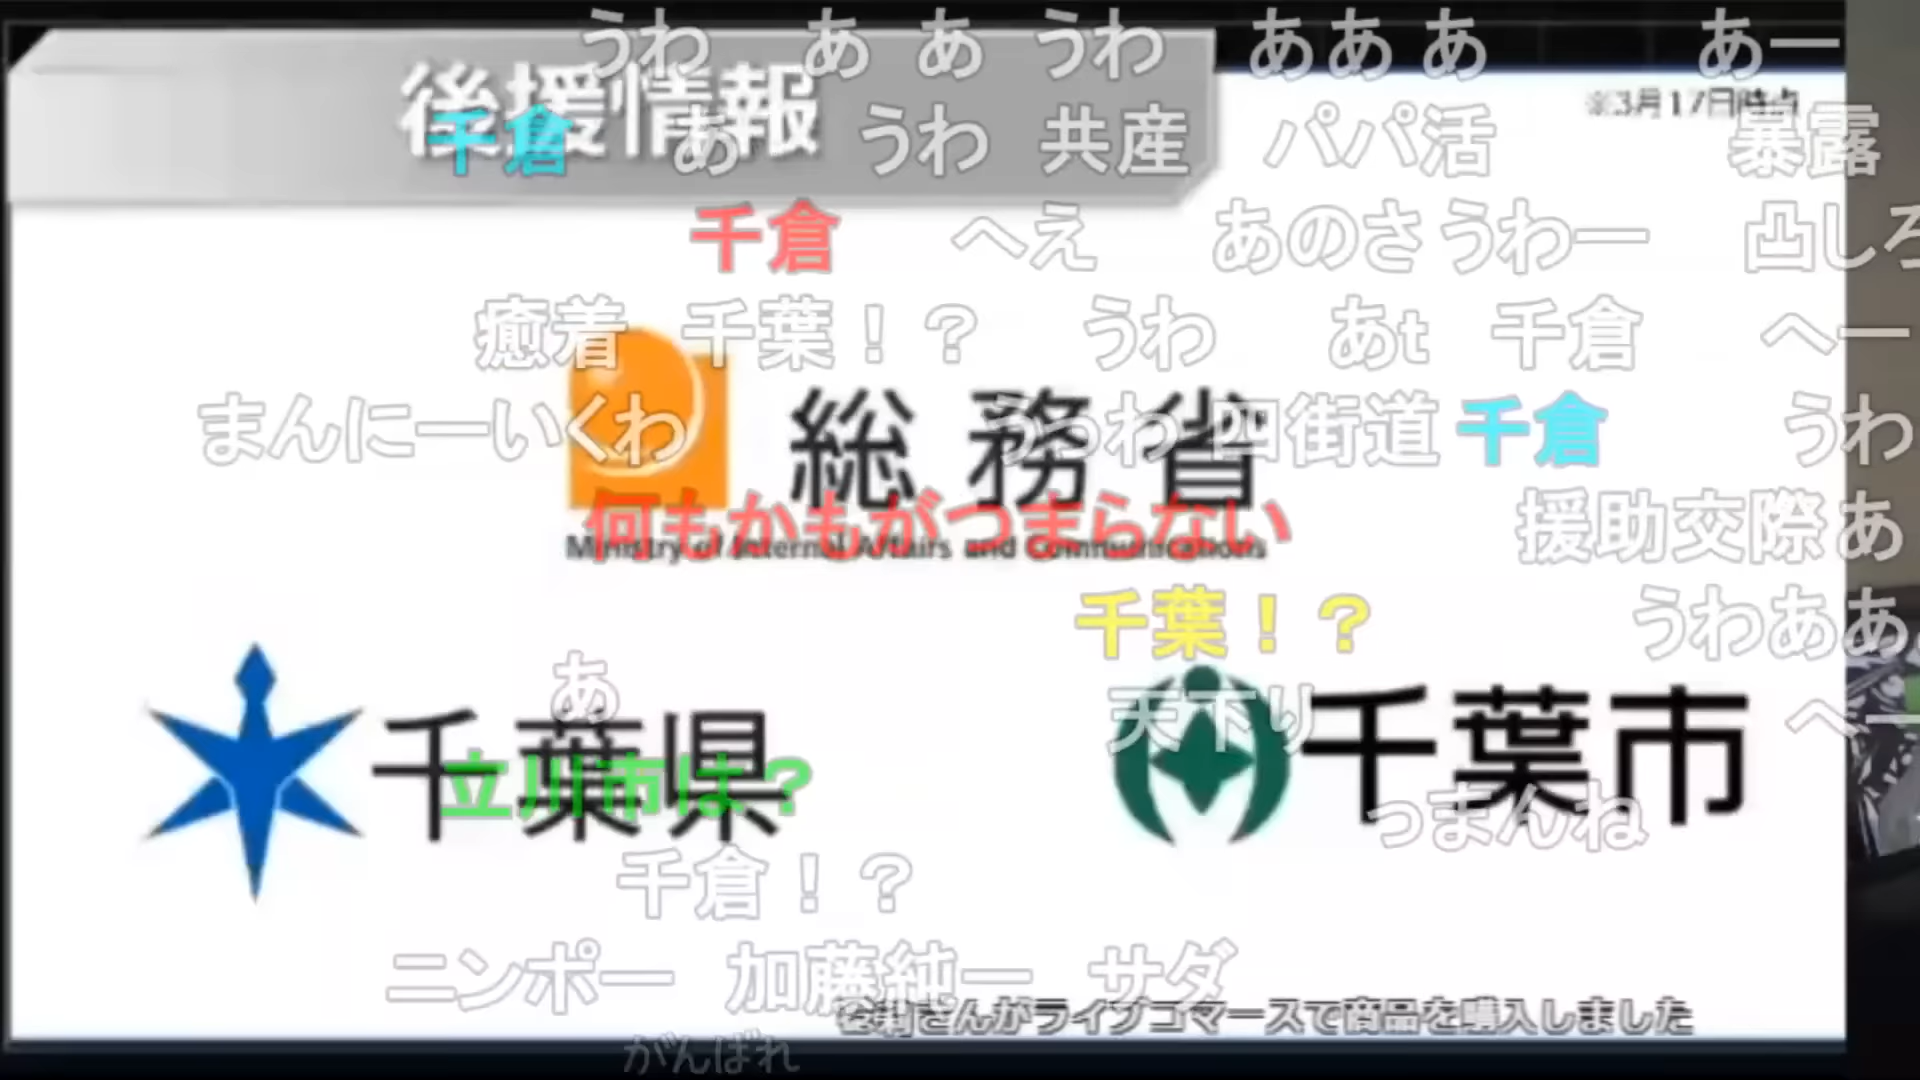 うわ あ あ うわ ああ あ あー
後援情報
※3月17日時点
千倉 あ うわ 共産 パパ活 暴露
千倉 へえ あのさ うわー 凸しろ
癒着 千葉！？ うわ あt 千倉 へー
まんにーいくわ うわ 四街道 千倉 うわ
総務省
何もかもがつまらない 援助交際 あ
Ministry of Internal Affairs and Communications
千葉！？ うわ ああ
あ 天下り へー
千葉県 千葉市
立川市は？ っまんね
千倉！？
ニンポー 加藤純一 サダ
さんがライブコマースで商品を購入しました
がんばれ